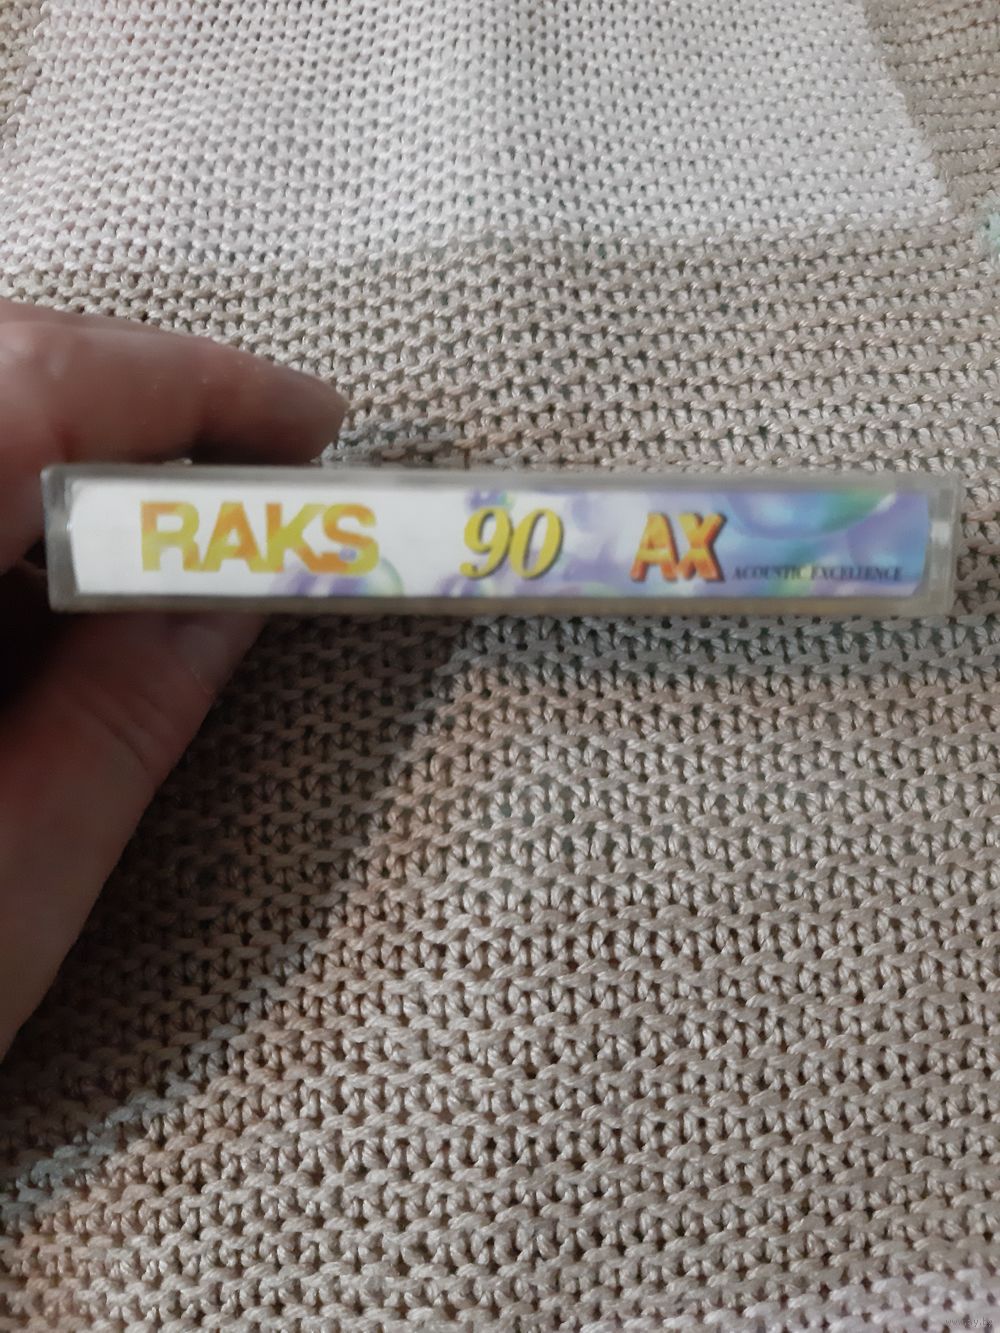 RAKS 90 AX ACOUSTIC EXCELLENCE